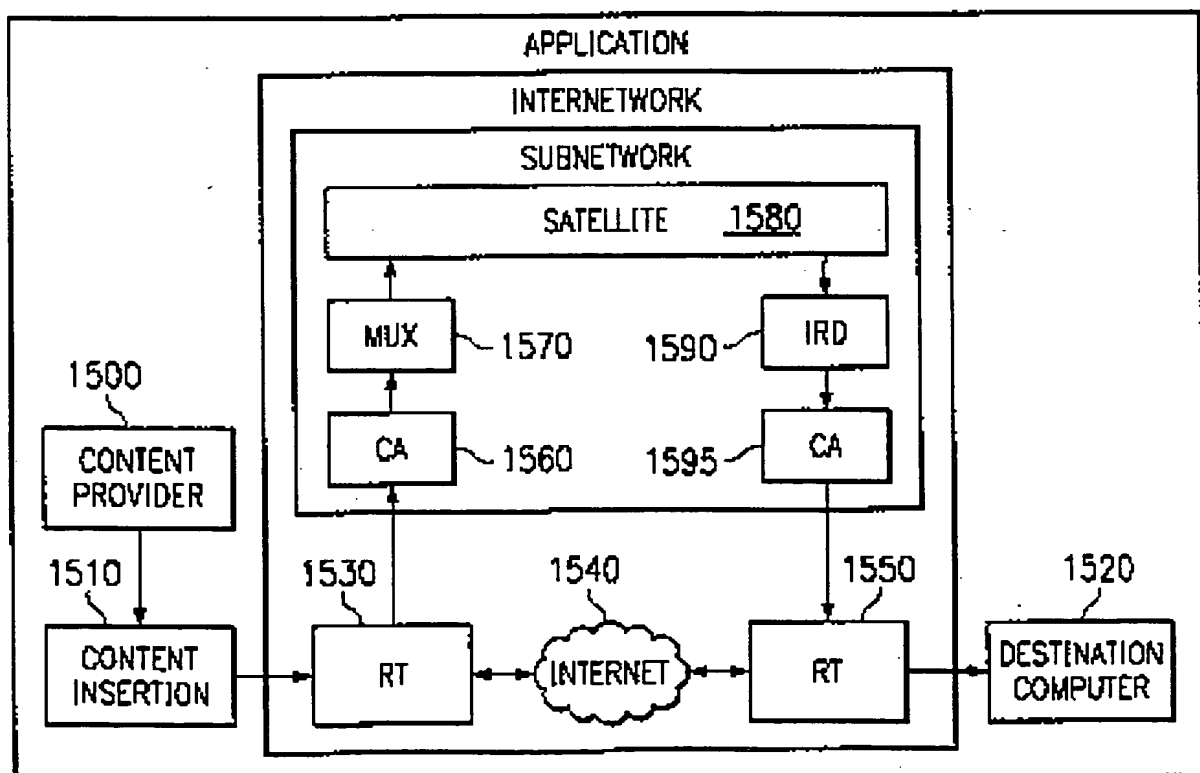 APPLICATION
INTERNETWORK
SUBNETWORK
SATELLITE 1580
MUX 1570
1590 IRD
1500
CONTENT
PROVIDER
CA 1560
1595 CA
1510
CONTENT
INSERTION
1530
RT
1540
INTERNET
1550
RT
1520
DESTINATION
COMPUTER